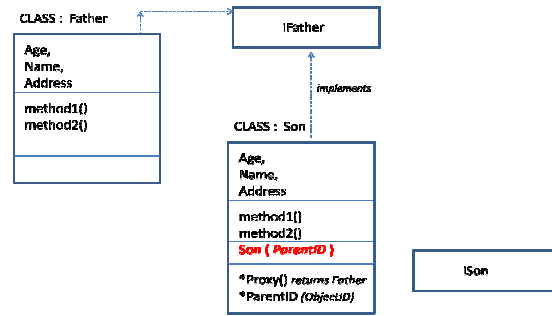 CLASS : Father
Age,
Name,
Address
method1()
method2()
IFather
implements
CLASS : Son
Age,
Name,
Address
method1()
method2()
Son ( ParentID )
*Proxy() returns Father
*ParentID (ObjectID)
ISon